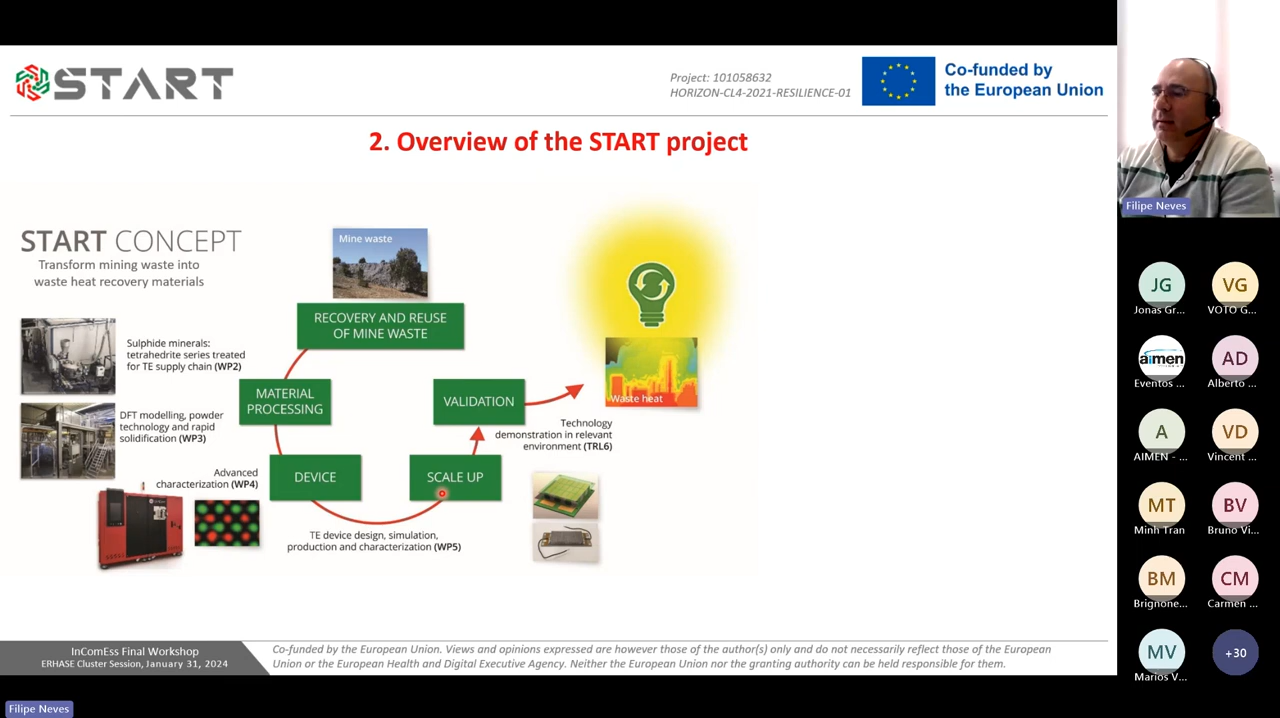 START
Project: 101058632
HORIZON-CL4-2021-RESILIENCE-01
Co-funded by
the European Union
2. Overview of the START project
START CONCEPT
Transform mining waste into
waste heat recovery materials
Mine waste
RECOVERY AND REUSE
OF MINE WASTE
Sulphide minerals:
tetrahedrite series treated
for TE supply chain (WP2)
MATERIAL
PROCESSING
DFT modelling, powder
technology and rapid
solidification (WP3)
VALIDATION
Waste heat
Technology
demonstration in relevant
environment (TRL6)
Advanced
characterization (WP4)
DEVICE
SCALE UP
TE device design, simulation,
production and characterization (WP5)
InComEss Final Workshop
ERHASE Cluster Session, January 31, 2024
Co-funded by the European Union. Views and opinions expressed are however those of the author(s) only and do not necessarily reflect those of the European
Union or the European Health and Digital Executive Agency. Neither the European Union nor the granting authority can be held responsible for them.
Filipe Neves
JG
Jonas Gr...
VG
VOTO G...
aimen
Eventos ...
AD
Alberto ...
A
AIMEN - ...
VD
Vincent ...
MT
Minh Tran
BV
Bruno Vi...
BM
Brignone...
CM
Carmen ...
MV
Marios V...
+30
Filipe Neves